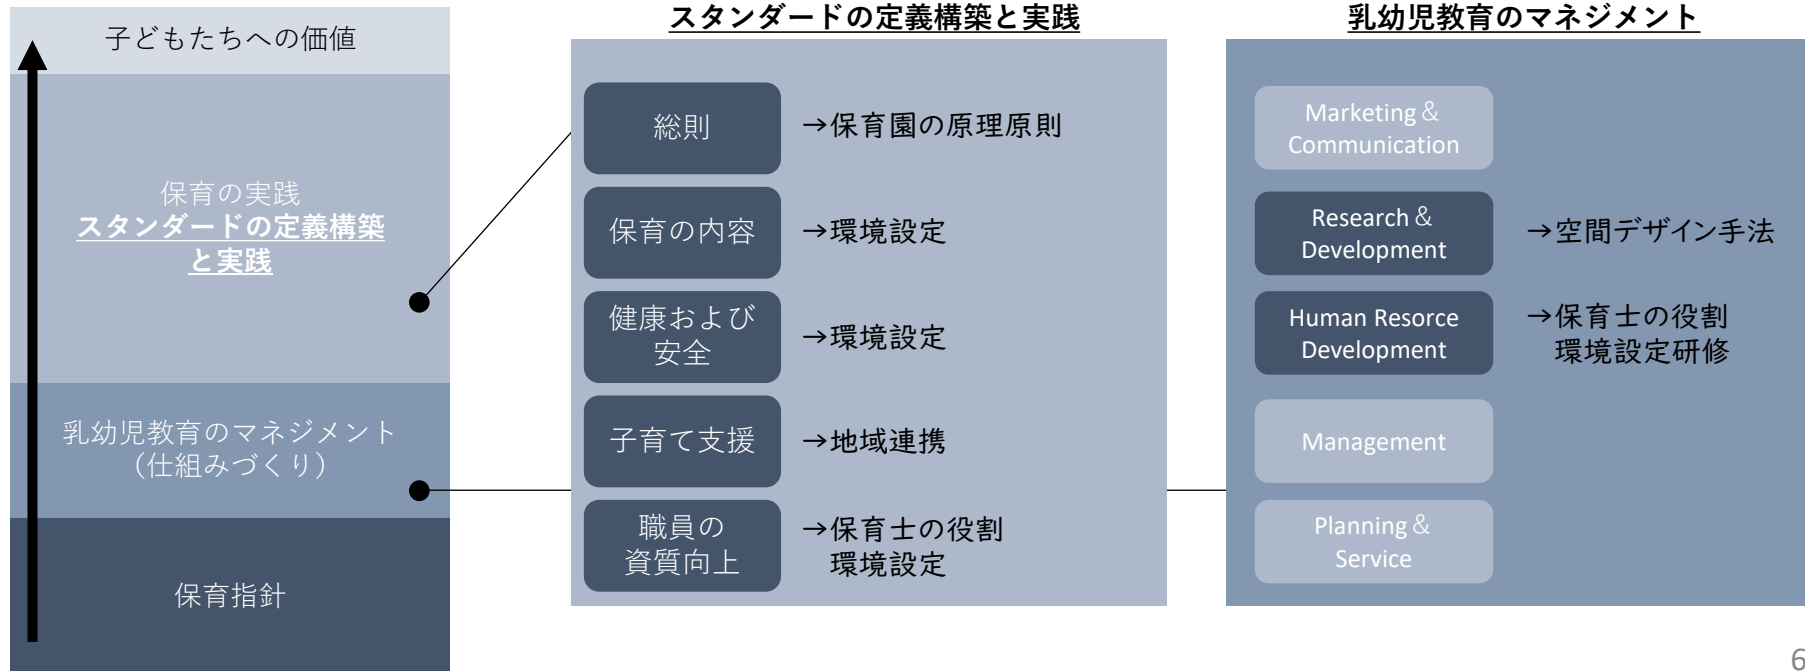 子どもたちへの価値
保育の実践
スタンダードの定義構築
と実践
乳幼児教育のマネジメント
(仕組みづくり)
保育指針
スタンダードの定義構築と実践
総則
→保育園の原理原則
保育の内容
→環境設定
健康および
安全
→環境設定
子育て支援
→地域連携
職員の
資質向上
→保育士の役割
環境設定
乳幼児教育のマネジメント
Marketing＆
Communication
Research＆
Development
→空間デザイン手法
Human Resorce
Development
→保育士の役割
環境設定研修
Management
Planning＆
Service
6